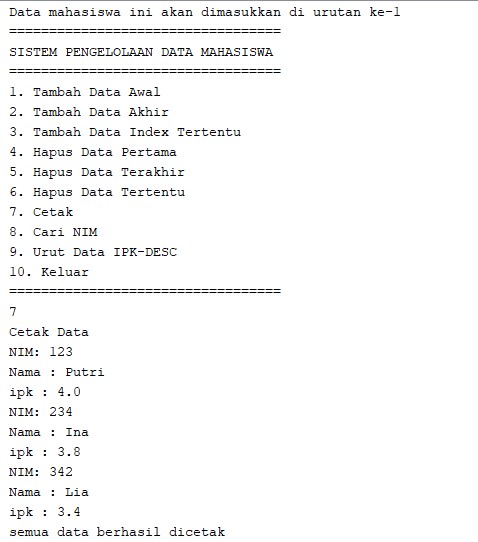 Data mahasiswa ini akan dimasukkan di urutan ke-1
==================================
SISTEM PENGELOLAAN DATA MAHASISWA
==================================
1. Tambah Data Awal
2. Tambah Data Akhir
3. Tambah Data Index Tertentu
4. Hapus Data Pertama
5. Hapus Data Terakhir
6. Hapus Data Tertentu
7. Cetak
8. Cari NIM
9. Urut Data IPK-DESC
10. Keluar
==================================
7
Cetak Data
NIM: 123
Nama : Putri
ipk : 4.0
NIM: 234
Nama : Ina
ipk : 3.8
NIM: 342
Nama : Lia
ipk : 3.4
semua data berhasil dicetak